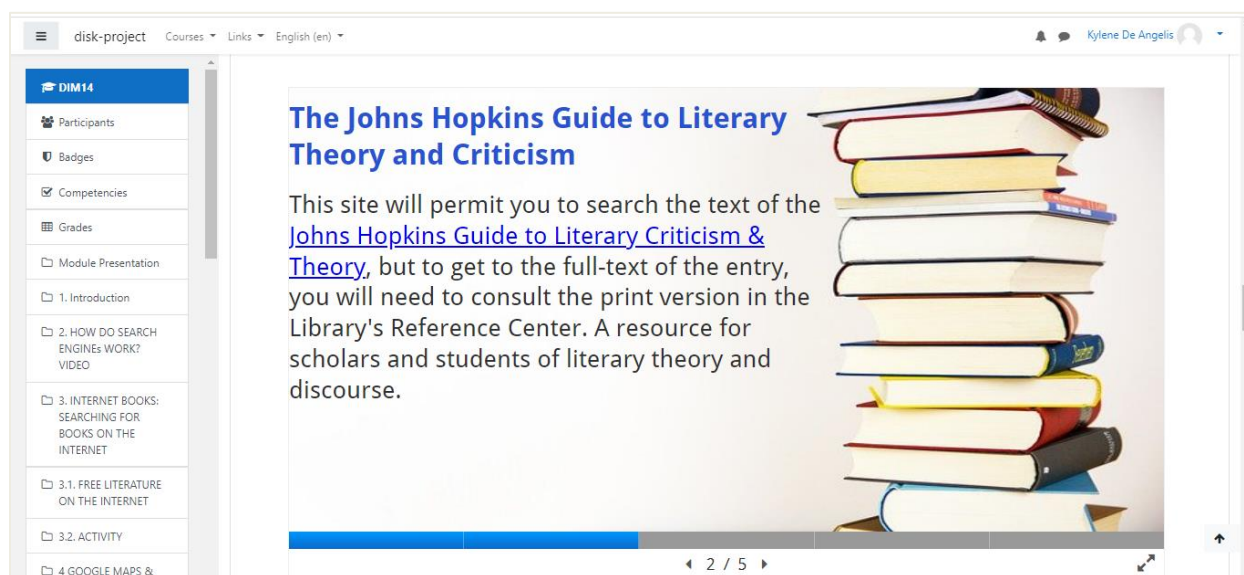 disk-project Courses Links English (en) Kylene De Angelis
DIM14
Participants
Badges
Competencies
Grades
Module Presentation
1. Introduction
2. HOW DO SEARCH
ENGINEs WORK?
VIDEO
3. INTERNET BOOKS:
SEARCHING FOR
BOOKS ON THE
INTERNET
3.1. FREE LITERATURE
ON THE INTERNET
3.2. ACTIVITY
4 GOOGLE MAPS &
The Johns Hopkins Guide to Literary
Theory and Criticism
This site will permit you to search the text of the
Johns Hopkins Guide to Literary Criticism &
Theory, but to get to the full-text of the entry,
you will need to consult the print version in the
Library's Reference Center. A resource for
scholars and students of literary theory and
discourse.
2 / 5